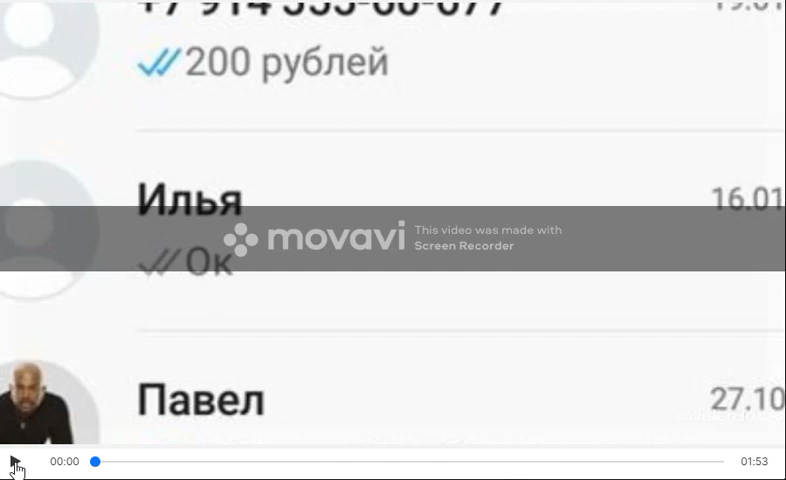 200 рублей
Илья
16.01
movavi
This video was made with
Screen Recorder
Ок
Павел
27.10
00:00
01:53